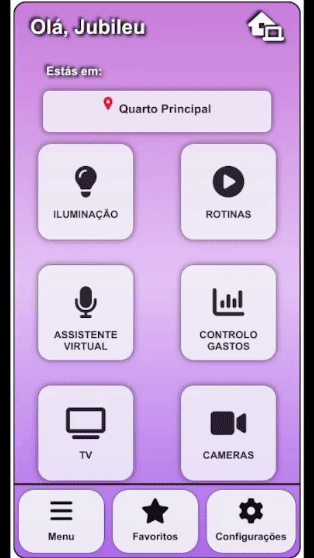 Olá, Jubileu
Estás em:
Quarto Principal
ILUMINAÇÃO
ROTINAS
ASSISTENTE
VIRTUAL
CONTROLO
GASTOS
TV
CAMERAS
Menu
Favoritos
Configurações